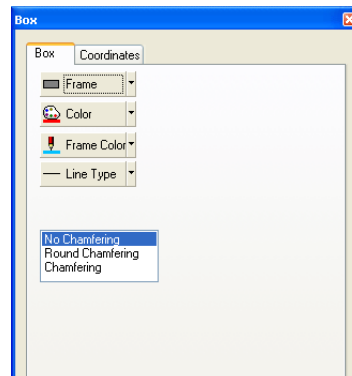 Box
Box Coordinates
Frame
Color
Frame Color
Line Type
No Chamfering
Round Chamfering
Chamfering